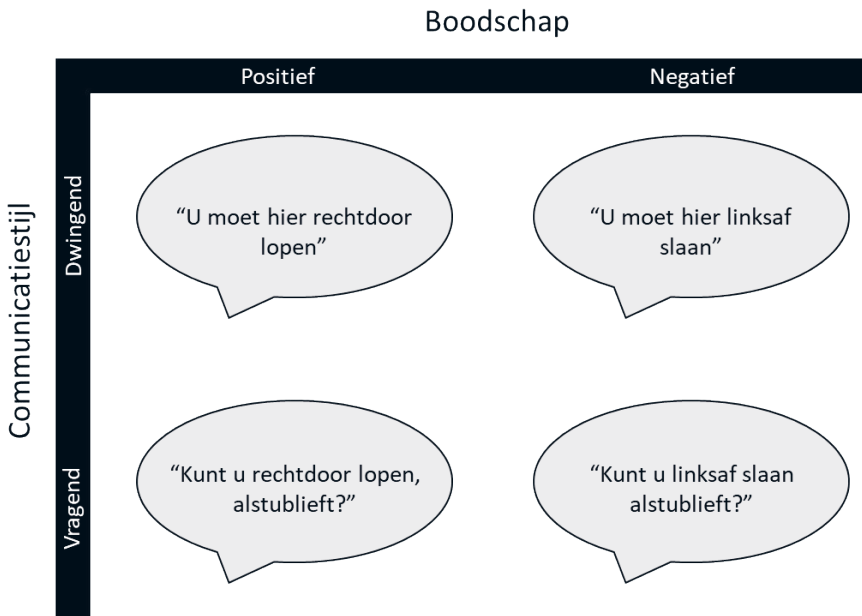 Boodschap
Positief
Negatief
Communicatiestijl
Dwingend
“U moet hier rechtdoor
lopen”
“U moet hier linksaf
slaan”
Vragend
“Kunt u rechtdoor lopen,
alstublieft?”
“Kunt u linksaf slaan
alstublieft?”